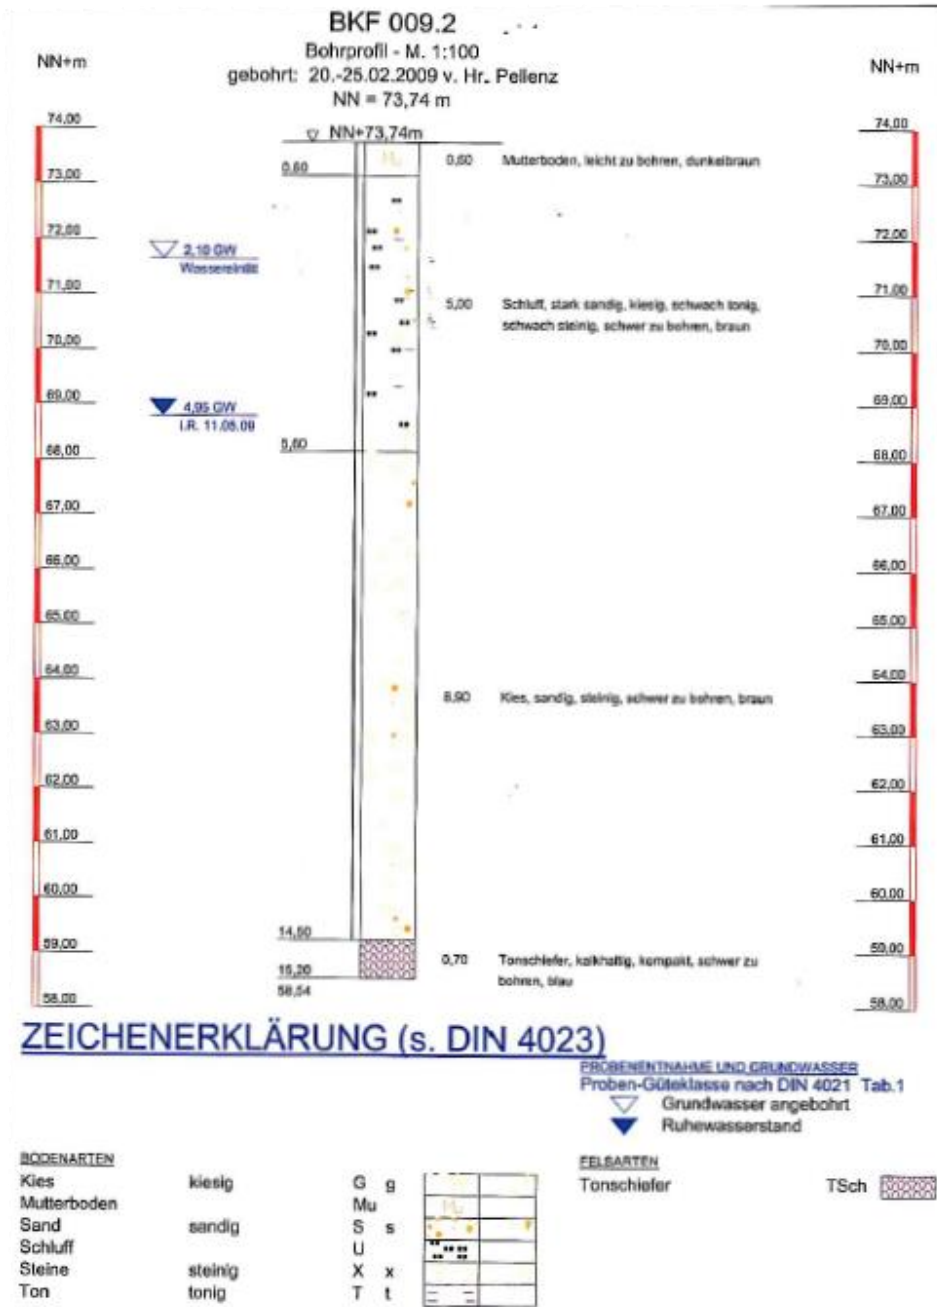 BKF 009.2
Bohrprofil - M. 1:100
gebohrt: 20.-25.02.2009 v. Hr. Pellenz
NN = 73,74 m
NN+m
NN+m
74,00
73,00
72,00
71,00
70,00
69,00
68,00
67,00
66,00
65,00
64,00
63,00
62,00
61,00
60,00
59,00
58,00
NN+73,74m
Mu
0,60
2,10 GW
Wassereintitt
4,95 GW
i.R. 11.05.09
5,60
14,50
15,20
58,54
0,60 Mutterboden, leicht zu bohren, dunkelbraun
5,00 Schluff, stark sandig, kiesig, schwach tonig,
schwach steinig, schwer zu bohren, braun
8,90 Kies, sandig, steinig, schwer zu bohren, braun
0,70 Tonschiefer, kalkhaltig, kompakt, schwer zu
bohren, blau
74,00
73,00
72,00
71,00
70,00
69,00
68,00
67,00
66,00
65,00
64,00
63,00
62,00
61,00
60,00
59,00
58,00
ZEICHENERKLÄRUNG (s. DIN 4023)
PROBENENTNAHME UND GRUNDWASSER
Proben-Güteklasse nach DIN 4021 Tab.1
Grundwasser angebohrt
Ruhewasserstand
BODENARTEN
Kies kiesig G g
Mutterboden Mu Mu
Sand sandig S s
Schluff U
Steine steinig X x
Ton tonig T t
FELSARTEN
Tonschiefer TSch